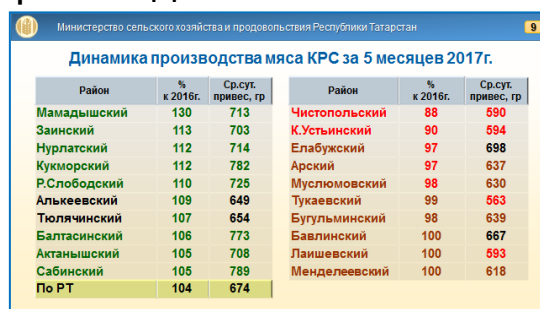 Министерство сельского хозяйства и продовольствия Республики Татарстан 9
Динамика производства мяса КРС за 5 месяцев 2017г.
Район % к 2016г. Ср.сут. привес, гр
Мамадышский 130 713
Заинский 113 703
Нурлатский 112 714
Кукморский 112 782
Р.Слободский 110 725
Алькеевский 109 649
Тюлячинский 107 654
Балтасинский 106 773
Актанышский 105 708
Сабинский 105 789
По РТ 104 674
Район % к 2016г. Ср.сут. привес, гр
Чистопольский 88 590
К.Устьинский 90 594
Елабужский 97 698
Арский 97 637
Муслюмовский 98 630
Тукаевский 99 563
Бугульминский 98 639
Бавлинский 100 667
Лаишевский 100 593
Менделеевский 100 618